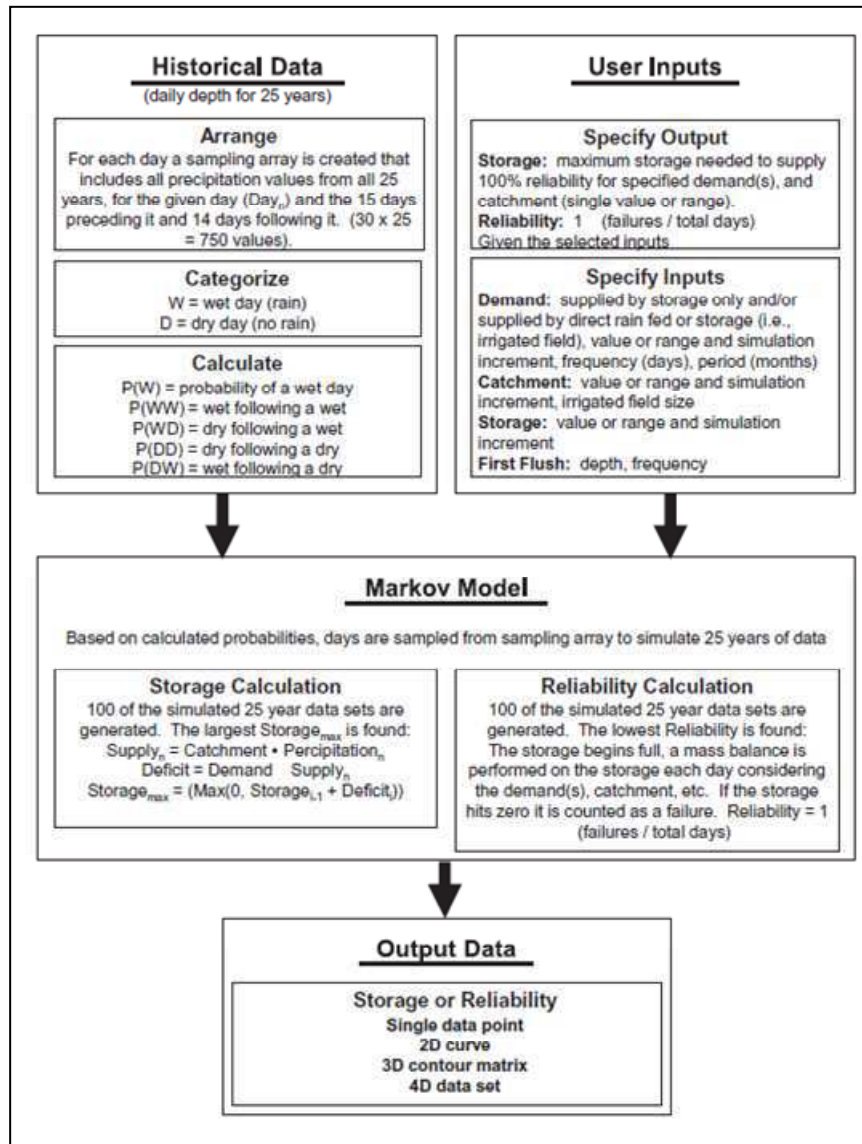 Historical Data
(daily depth for 25 years)
Arrange
For each day a sampling array is created that
includes all precipitation values from all 25
years, for the given day (Dayn) and the 15 days
preceding it and 14 days following it. (30 x 25
= 750 values).
Categorize
W = wet day (rain)
D = dry day (no rain)
Calculate
P(W) = probability of a wet day
P(WW) = wet following a wet
P(WD) = dry following a wet
P(DD) = dry following a dry
P(DW) = wet following a dry
User Inputs
Specify Output
Storage: maximum storage needed to supply
100% reliability for specified demand(s), and
catchment (single value or range).
Reliability: 1 (failures / total days)
Given the selected inputs
Specify Inputs
Demand: supplied by storage only and/or
supplied by direct rain fed or storage (i.e.,
irrigated field), value or range and simulation
increment, frequency (days), period (months)
Catchment: value or range and simulation
increment, irrigated field size
Storage: value or range and simulation
increment
First Flush: depth, frequency
Markov Model
Based on calculated probabilities, days are sampled from sampling array to simulate 25 years of data
Storage Calculation
100 of the simulated 25 year data sets are
generated. The largest Storagemax is found:
Supplyn = Catchment • Percipitationn
Deficit = Demand Supplyn
Storagemax = (Max(0, Storagei,1 + Deficiti))
Reliability Calculation
100 of the simulated 25 year data sets are
generated. The lowest Reliability is found:
The storage begins full, a mass balance is
performed on the storage each day considering
the demand(s), catchment, etc. If the storage
hits zero it is counted as a failure. Reliability = 1
(failures / total days)
Output Data
Storage or Reliability
Single data point
2D curve
3D contour matrix
4D data set